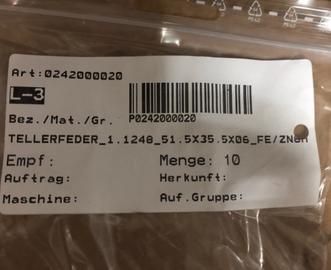 Art:0242000020
L-3
Bez./Mat./Gr. P0242000020
TELLERFEDER_1.1248_51.5X35.5X06_FE/ZN8
Empf: Menge: 10
Auftrag: Herkunft:
Maschine: Auf.Gruppe: